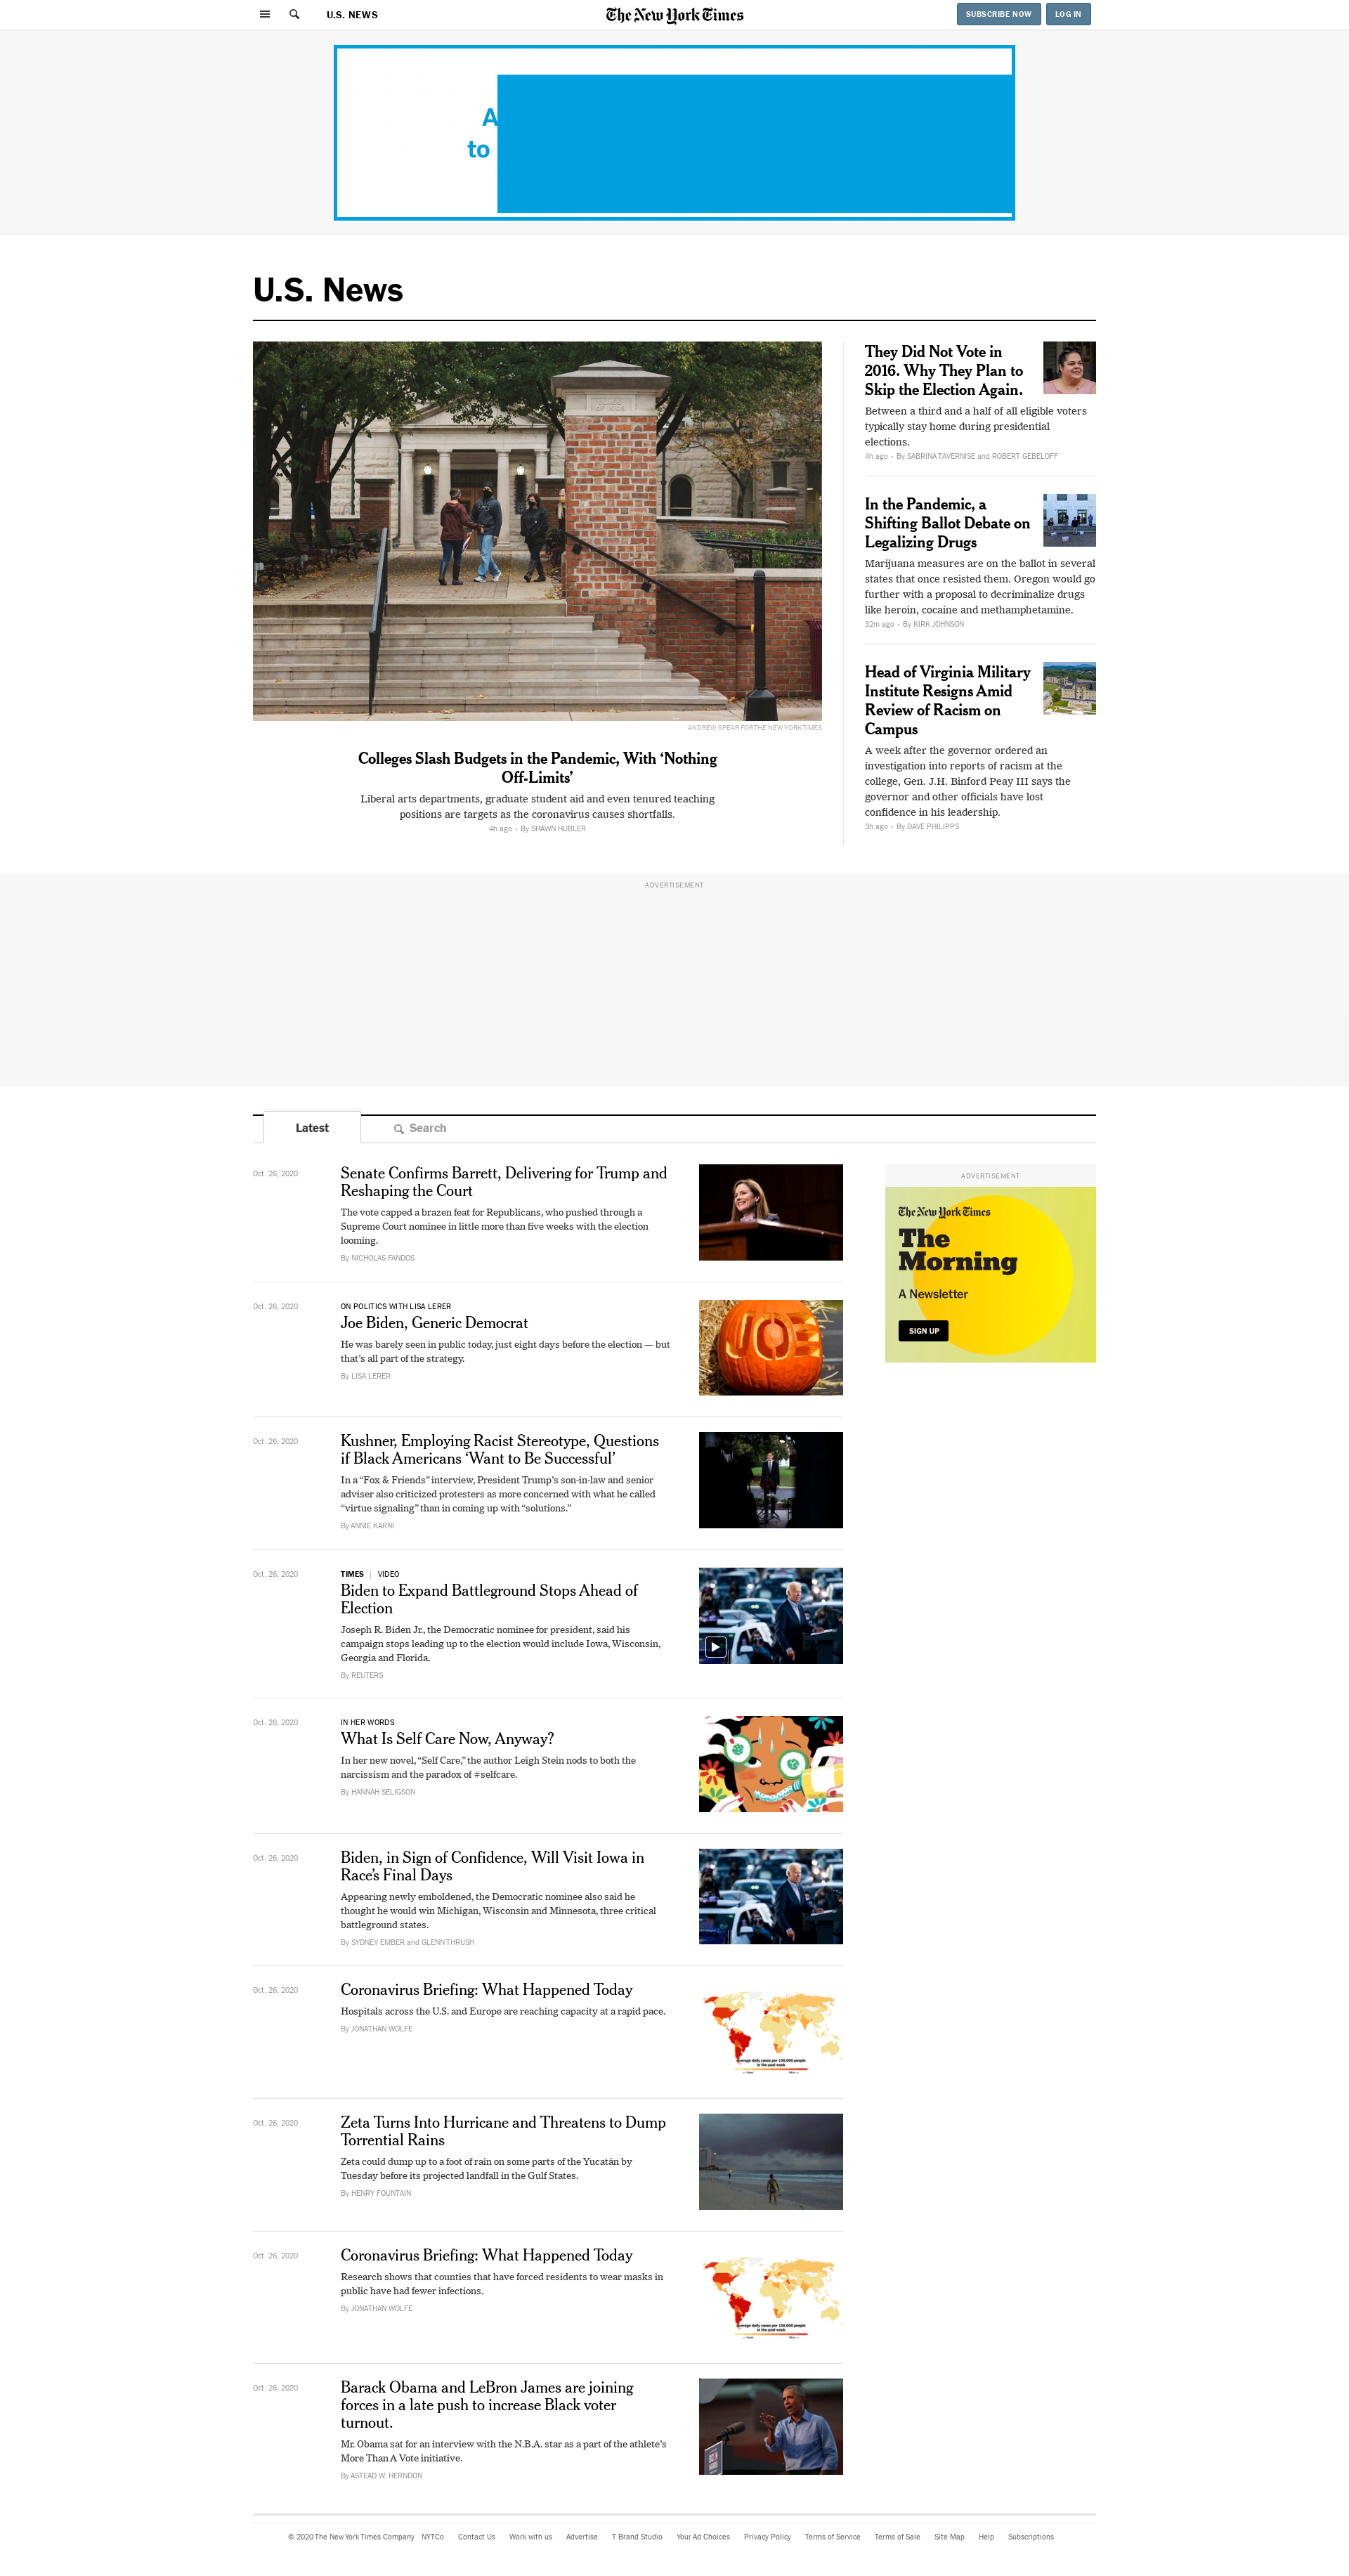 U.S. NEWS
The New York Times
SUBSCRIBE NOW
LOG IN
A
to
U.S. News
ANDREW SPEAR FOR THE NEW YORK TIMES
Colleges Slash Budgets in the Pandemic, With ‘Nothing
Off-Limits’
Liberal arts departments, graduate student aid and even tenured teaching
positions are targets as the coronavirus causes shortfalls.
4h ago • By SHAWN HUBLER
They Did Not Vote in
2016. Why They Plan to
Skip the Election Again.
Between a third and a half of all eligible voters
typically stay home during presidential
elections.
4h ago • By SABRINA TAVERNISE and ROBERT GEBELOFF
In the Pandemic, a
Shifting Ballot Debate on
Legalizing Drugs
Marijuana measures are on the ballot in several
states that once resisted them. Oregon would go
further with a proposal to decriminalize drugs
like heroin, cocaine and methamphetamine.
32m ago • By KIRK JOHNSON
Head of Virginia Military
Institute Resigns Amid
Review of Racism on
Campus
A week after the governor ordered an
investigation into reports of racism at the
college, Gen. J.H. Binford Peay III says the
governor and other officials have lost
confidence in his leadership.
3h ago • By DAVE PHILIPPS
ADVERTISEMENT
Latest
Search
Oct. 26, 2020
Senate Confirms Barrett, Delivering for Trump and
Reshaping the Court
The vote capped a brazen feat for Republicans, who pushed through a
Supreme Court nominee in little more than five weeks with the election
looming.
By NICHOLAS FANDOS
ADVERTISEMENT
The New York Times
The
Morning
A Newsletter
SIGN UP
Oct. 26, 2020
ON POLITICS WITH LISA LERER
Joe Biden, Generic Democrat
He was barely seen in public today, just eight days before the election — but
that’s all part of the strategy.
By LISA LERER
JOE
Oct. 26, 2020
Kushner, Employing Racist Stereotype, Questions
if Black Americans ‘Want to Be Successful’
In a “Fox & Friends” interview, President Trump’s son-in-law and senior
adviser also criticized protesters as more concerned with what he called
“virtue signaling” than in coming up with “solutions.”
By ANNIE KARNI
Oct. 26, 2020
TIMES | VIDEO
Biden to Expand Battleground Stops Ahead of
Election
Joseph R. Biden Jr., the Democratic nominee for president, said his
campaign stops leading up to the election would include Iowa, Wisconsin,
Georgia and Florida.
By REUTERS
Oct. 26, 2020
IN HER WORDS
What Is Self Care Now, Anyway?
In her new novel, “Self Care,” the author Leigh Stein nods to both the
narcissism and the paradox of #selfcare.
By HANNAH SELIGSON
Oct. 26, 2020
Biden, in Sign of Confidence, Will Visit Iowa in
Race’s Final Days
Appearing newly emboldened, the Democratic nominee also said he
thought he would win Michigan, Wisconsin and Minnesota, three critical
battleground states.
By SYDNEY EMBER and GLENN THRUSH
Oct. 26, 2020
Coronavirus Briefing: What Happened Today
Hospitals across the U.S. and Europe are reaching capacity at a rapid pace.
By JONATHAN WOLFE
Average daily cases per 100,000 people
in the past week
Oct. 26, 2020
Zeta Turns Into Hurricane and Threatens to Dump
Torrential Rains
Zeta could dump up to a foot of rain on some parts of the Yucatán by
Tuesday before its projected landfall in the Gulf States.
By HENRY FOUNTAIN
Oct. 26, 2020
Coronavirus Briefing: What Happened Today
Research shows that counties that have forced residents to wear masks in
public have had fewer infections.
By JONATHAN WOLFE
Average daily cases per 100,000 people
in the past week
Oct. 26, 2020
Barack Obama and LeBron James are joining
forces in a late push to increase Black voter
turnout.
Mr. Obama sat for an interview with the N.B.A. star as a part of the athlete’s
More Than A Vote initiative.
By ASTEAD W. HERNDON
© 2020 The New York Times Company NYTCo Contact Us Work with us Advertise T Brand Studio Your Ad Choices Privacy Policy Terms of Service Terms of Sale Site Map Help Subscriptions